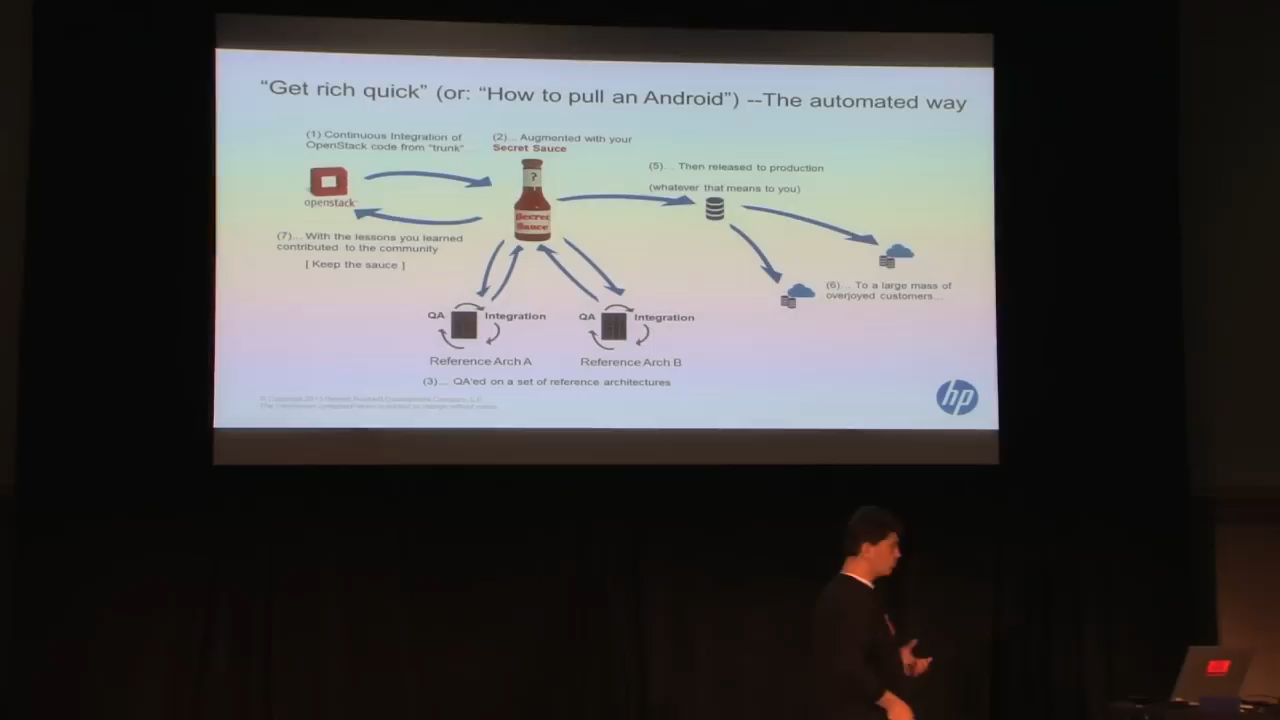 “Get rich quick” (or: “How to pull an Android”) --The automated way
(1) Continuous Integration of
OpenStack code from “trunk”
(2)... Augmented with your
Secret Sauce
?
Secret
Sauce
openstack
(5)... Then released to production
(whatever that means to you)
(7)... With the lessons you learned
contributed to the community
[ Keep the sauce ]
(6)... To a large mass of
overjoyed customers...
QA
Integration
Reference Arch A
QA
Integration
Reference Arch B
(3)... QA'ed on a set of reference architectures
hp